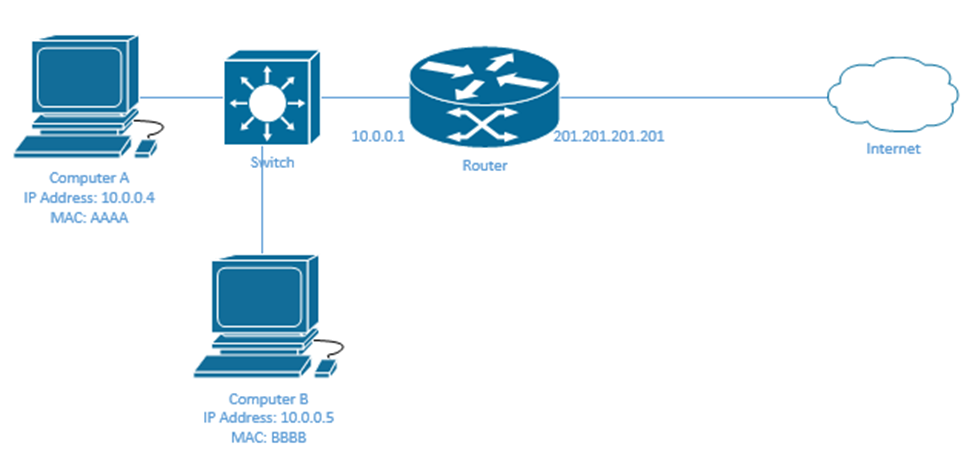 10.0.0.1
201.201.201.201
Switch
Router
Internet
Computer A
IP Address: 10.0.0.4
MAC: AAAA
Computer B
IP Address: 10.0.0.5
MAC: BBBB